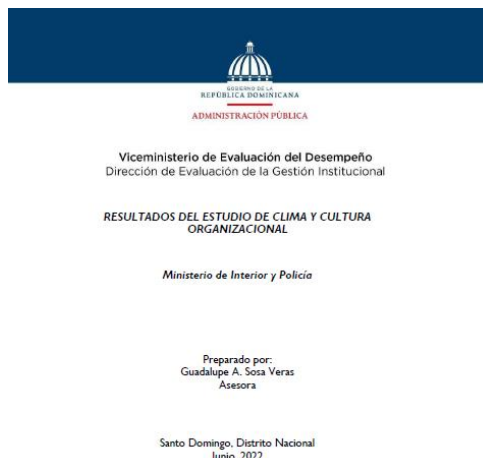 GOBIERNO DE LA
REPÚBLICA DOMINICANA
ADMINISTRACIÓN PÚBLICA
Viceministerio de Evaluación del Desempeño
Dirección de Evaluación de la Gestión Institucional
RESULTADOS DEL ESTUDIO DE CLIMA Y CULTURA
ORGANIZACIONAL
Ministerio de Interior y Policía
Preparado por:
Guadalupe A. Sosa Veras
Asesora
Santo Domingo, Distrito Nacional
Junio, 2022